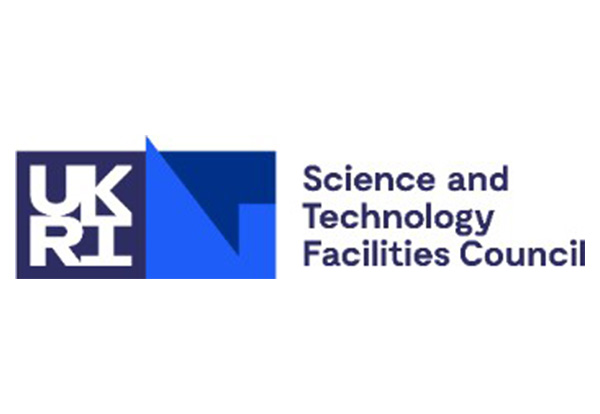 UK
RI
Science and
Technology
Facilities Council